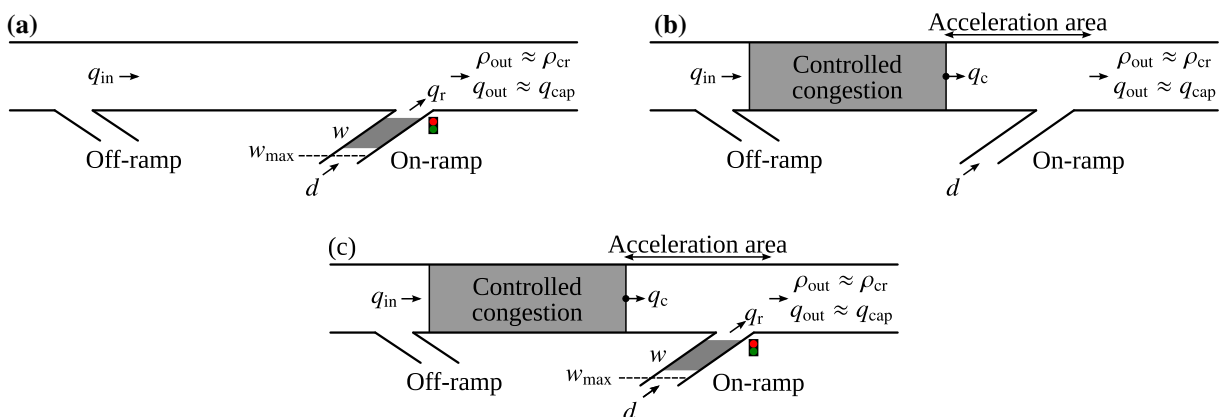 (a)
q_in
ρ_out ≈ ρ_cr
q_out ≈ q_cap
q_r
w
w_max
Off-ramp
On-ramp
d
(b)
Acceleration area
q_in
Controlled
congestion
q_c
ρ_out ≈ ρ_cr
q_out ≈ q_cap
Off-ramp
On-ramp
d
(c)
Acceleration area
q_in
Controlled
congestion
q_c
ρ_out ≈ ρ_cr
q_out ≈ q_cap
q_r
w
w_max
Off-ramp
On-ramp
d